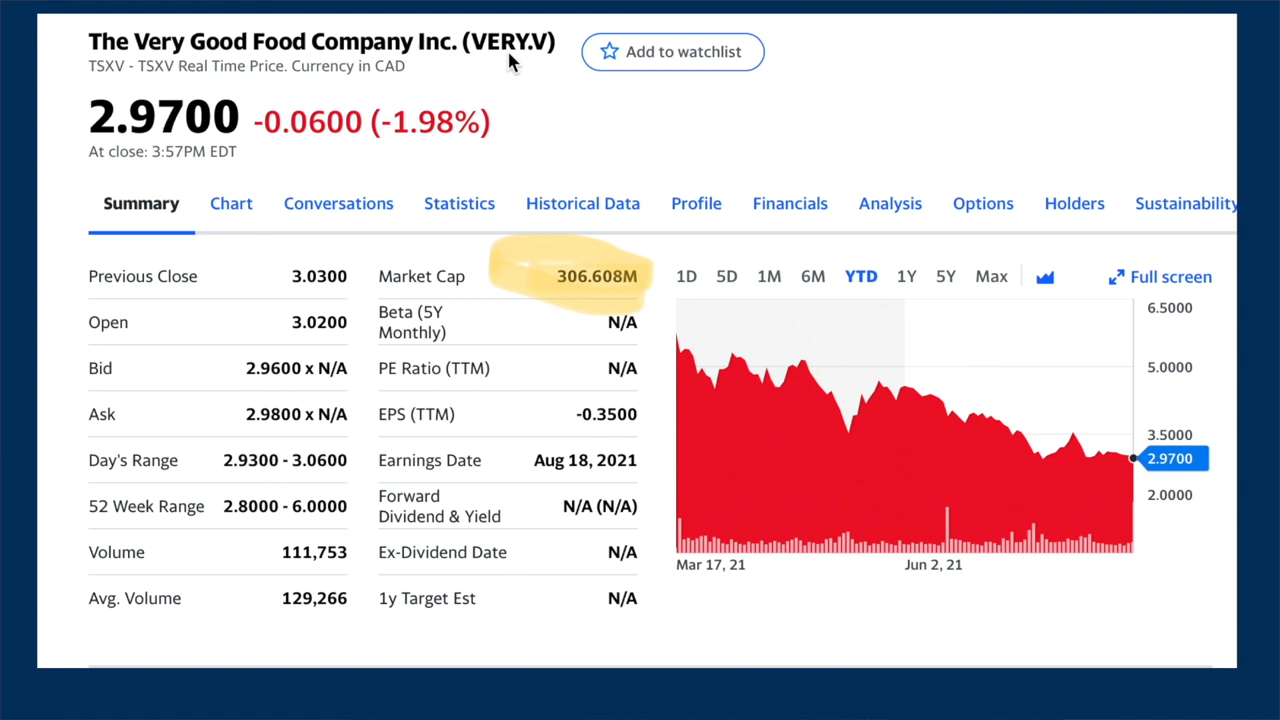 The Very Good Food Company Inc. (VERY.V)
Add to watchlist
TSXV - TSXV Real Time Price. Currency in CAD
2.9700 -0.0600 (-1.98%)
At close: 3:57PM EDT
Summary Chart Conversations Statistics Historical Data Profile Financials Analysis Options Holders Sustainability
Previous Close 3.0300
Open 3.0200
Bid 2.9600 x N/A
Ask 2.9800 x N/A
Day's Range 2.9300 - 3.0600
52 Week Range 2.8000 - 6.0000
Volume 111,753
Avg. Volume 129,266
Market Cap 306.608M
Beta (5Y
Monthly) N/A
PE Ratio (TTM) N/A
EPS (TTM) -0.3500
Earnings Date Aug 18, 2021
Forward
Dividend & Yield N/A (N/A)
Ex-Dividend Date N/A
1y Target Est N/A
1D 5D 1M 6M YTD 1Y 5Y Max Full screen
6.5000
5.0000
3.5000
2.9700
2.0000
Mar 17, 21 Jun 2, 21